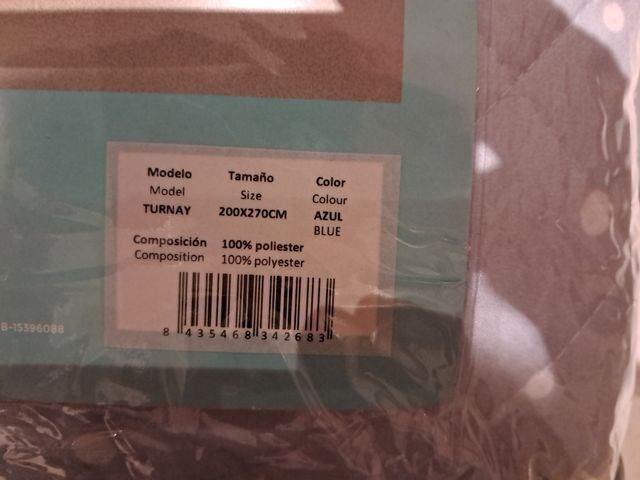 Modelo Tamaño Color
Model Size Colour
TURNAY 200X270CM AZUL
BLUE
Composición 100% poliester
Composition 100% polyester
8 435468 342683
B-15396088